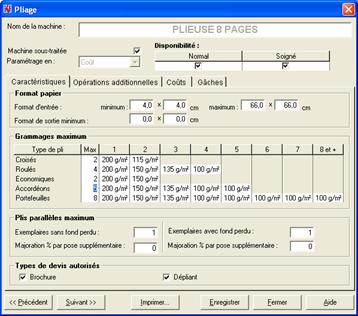 Pliage
Nom de la machine :
PLIEUSE 8 PAGES
Machine sous-traitée
Disponibilité :
Normal
Soigné
Paramétrage en :
Coût
Caractéristiques
Opérations additionnelles
Coûts
Gâches
Format papier
Format d'entrée : minimum : 4,0 x 4,0 cm maximum : 66,0 x 66,0 cm
Format de sortie minimum : 0,0 x 0,0 cm
Grammages maximum
Type de pli Max 1 2 3 4 5 6 7 8 et +
Croisés 2 200 g/m² 115 g/m²
Roulés 4 200 g/m² 150 g/m² 135 g/m² 100 g/m²
Economiques 2 200 g/m² 150 g/m²
Accordéons 5 200 g/m² 150 g/m² 135 g/m² 100 g/m² 100 g/m²
Portefeuilles 8 200 g/m² 150 g/m² 135 g/m² 100 g/m² 100 g/m² 100 g/m² 100 g/m² 100 g/m²
Plis parallèles maximum
Exemplaires sans fond perdu : 1
Exemplaires avec fond perdu : 1
Majoration % par pose supplémentaire : 0
Majoration % par pose supplémentaire : 0
Types de devis autorisés
Brochure
Dépliant
<< Précédent
Suivant >>
Imprimer...
Enregistrer
Fermer
Aide